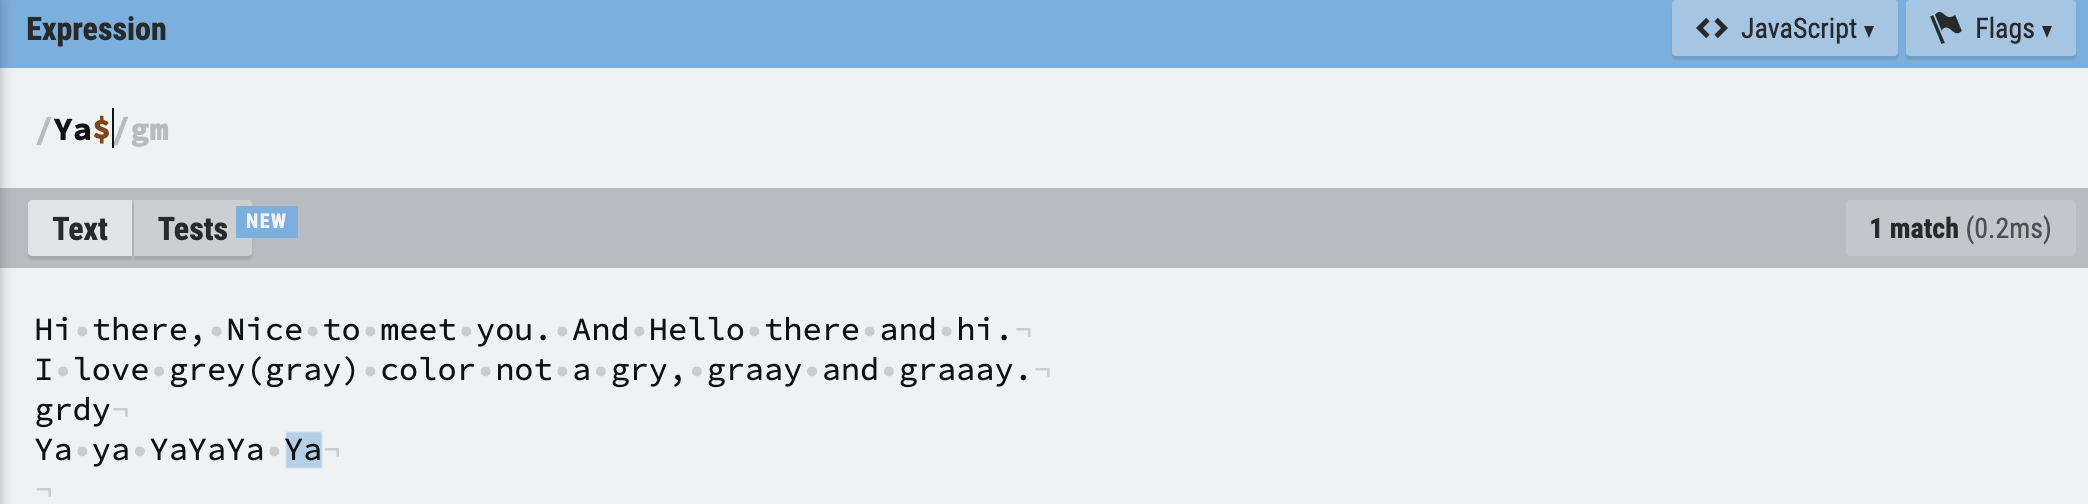 Expression
<> JavaScript ▾
Flags ▾
/Ya$/gm
Text
Tests NEW
1 match (0.2ms)
Hi•there,•Nice•to•meet•you.•And•Hello•there•and•hi.¬
I•love•grey(gray)•color•not•a•gry,•graay•and•graaay.¬
grdy¬
Ya•ya•YaYaYa•Ya¬
¬